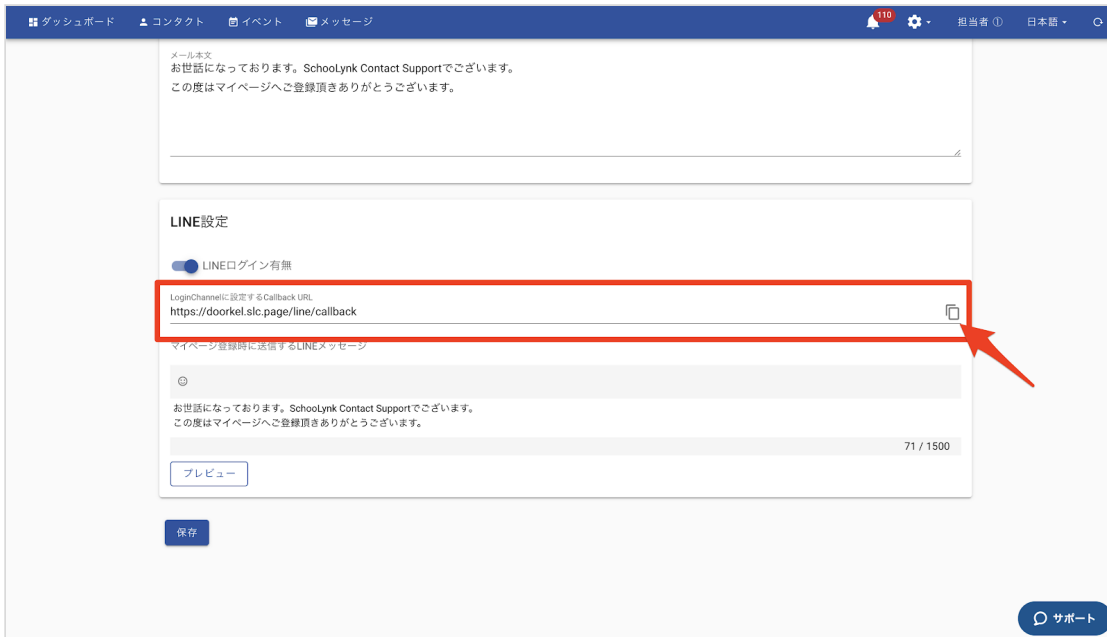 ダッシュボード
コンタクト
イベント
メッセージ
110
担当者 ①
日本語
メール本文
お世話になっております。SchooLynk Contact Supportでございます。
この度はマイページへご登録頂きありがとうございます。
LINE設定
LINEログイン有無
LoginChannelに設定するCallback URL
https://doorkel.slc.page/line/callback
マイページ登録時に送信するLINEメッセージ
お世話になっております。SchooLynk Contact Supportでございます。
この度はマイページへご登録頂きありがとうございます。
71 / 1500
プレビュー
保存
サポート